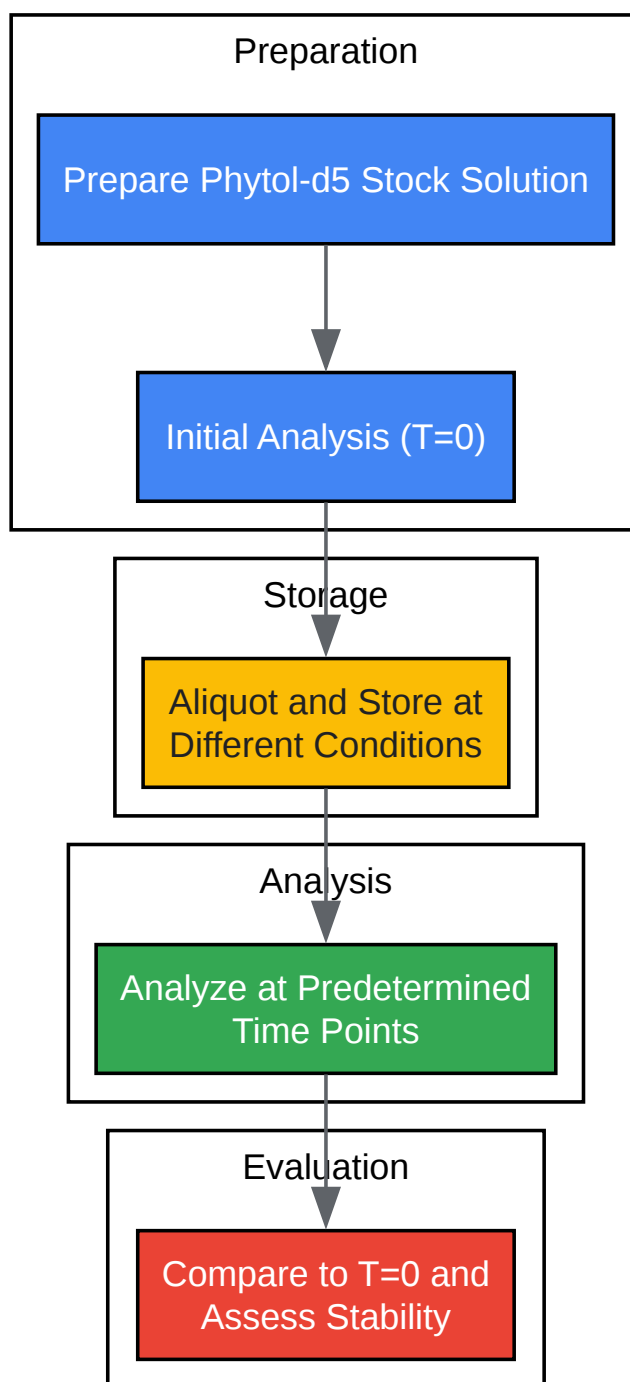 Preparation
Prepare Phytol-d5 Stock Solution
Initial Analysis (T=0)
Storage
Aliquot and Store at
Different Conditions
Analysis
Analyze at Predetermined
Time Points
Evaluation
Compare to T=0 and
Assess Stability